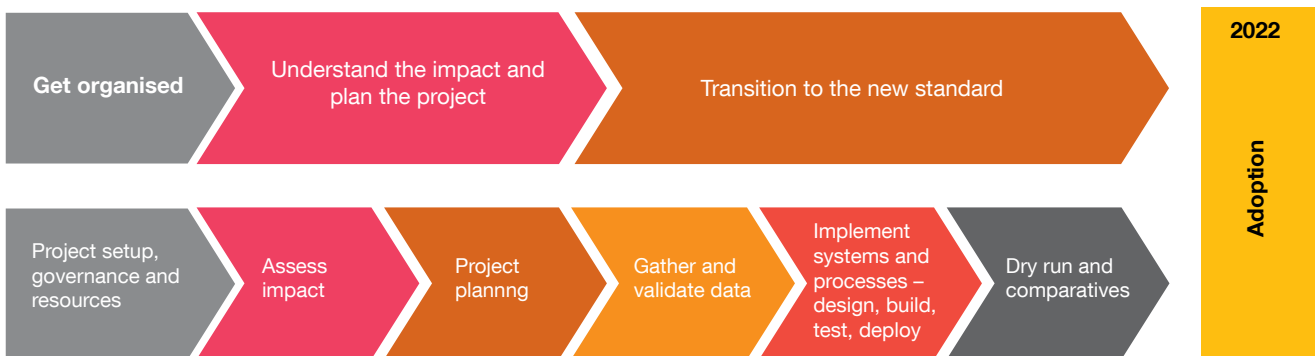 Get organised
Understand the impact and
plan the project
Transition to the new standard
2022
Adoption
Project setup,
governance and
resources
Assess
impact
Project
plannng
Gather and
validate data
Implement
systems and
processes –
design, build,
test, deploy
Dry run and
comparatives